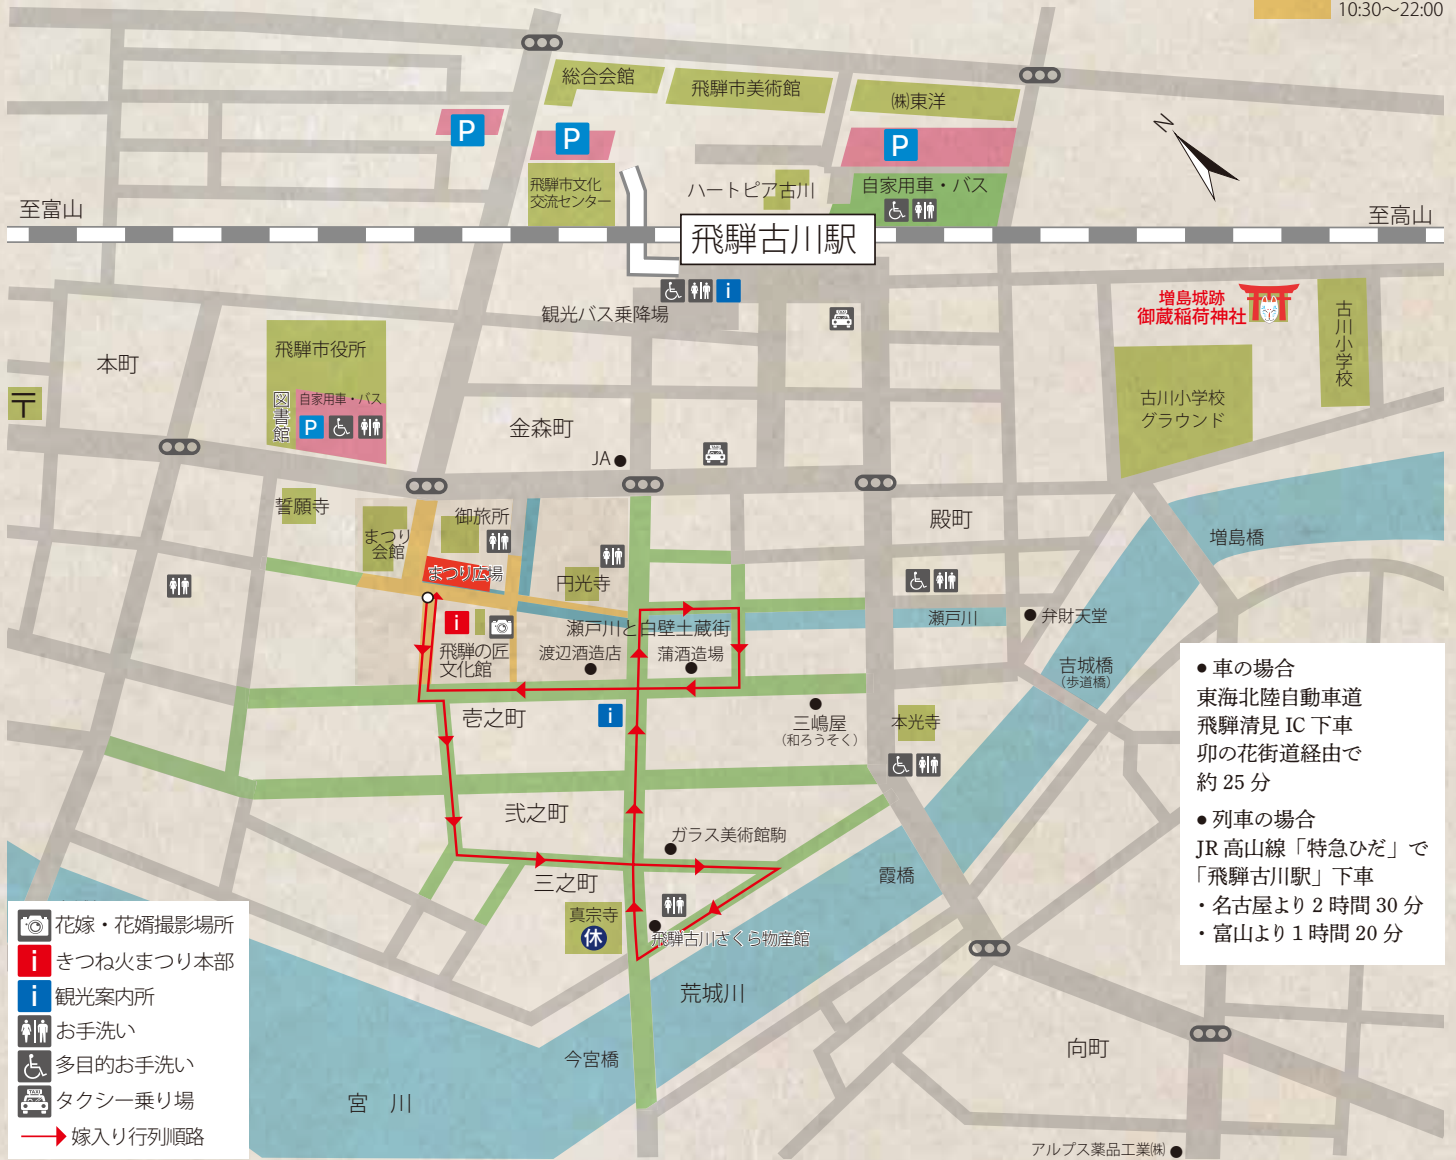 10:30～22:00
総合会館
飛騨市美術館
㈱東洋
P
P
P
飛騨市文化
交流センター
ハートピア古川
自家用車・バス
至富山
至高山
飛騨古川駅
N
i
観光バス乗降場
増島城跡
御蔵稲荷神社
古川小学校
本町
飛騨市役所
図書館
自家用車・バス
P
〒
金森町
JA
TAXI
TAXI
古川小学校
グラウンド
誓願寺
まつり
会館
御旅所
まつり広場
円光寺
殿町
増島橋
瀬戸川
弁財天堂
i
飛騨の匠
文化館
瀬戸川と白壁土蔵街
渡辺酒造店
蒲酒造場
吉城橋
(歩道橋)
壱之町
i
三嶋屋
(和ろうそく)
本光寺
弐之町
ガラス美術館駒
三之町
真宗寺
休
飛騨古川さくら物産館
霞橋
荒城川
今宮橋
宮 川
向町
アルプス薬品工業㈱
● 車の場合
東海北陸自動車道
飛騨清見 IC 下車
卯の花街道経由で
約 25 分
● 列車の場合
JR 高山線「特急ひだ」で
「飛騨古川駅」下車
・名古屋より 2 時間 30 分
・富山より 1 時間 20 分
花嫁・花婿撮影場所
i きつね火まつり本部
i 観光案内所
お手洗い
多目的お手洗い
TAXI タクシー乗り場
嫁入り行列順路